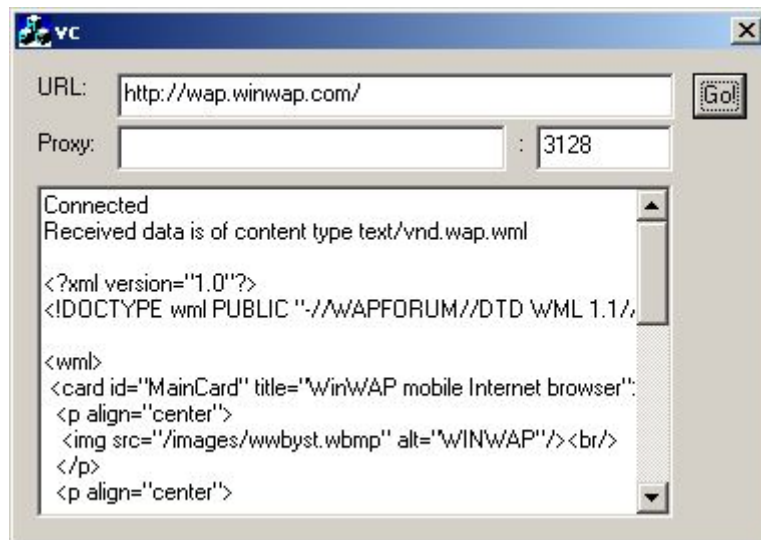 vc
URL: http://wap.winwap.com/ Go!
Proxy: : 3128
Connected
Received data is of content type text/vnd.wap.wml
<?xml version="1.0"?>
<!DOCTYPE wml PUBLIC "-//WAPFORUM//DTD WML 1.1//
<wml>
<card id="MainCard" title="WinWAP mobile Internet browser"
<p align="center">
<img src="/images/wwbyst.wbmp" alt="WINWAP"/><br/>
</p>
<p align="center">